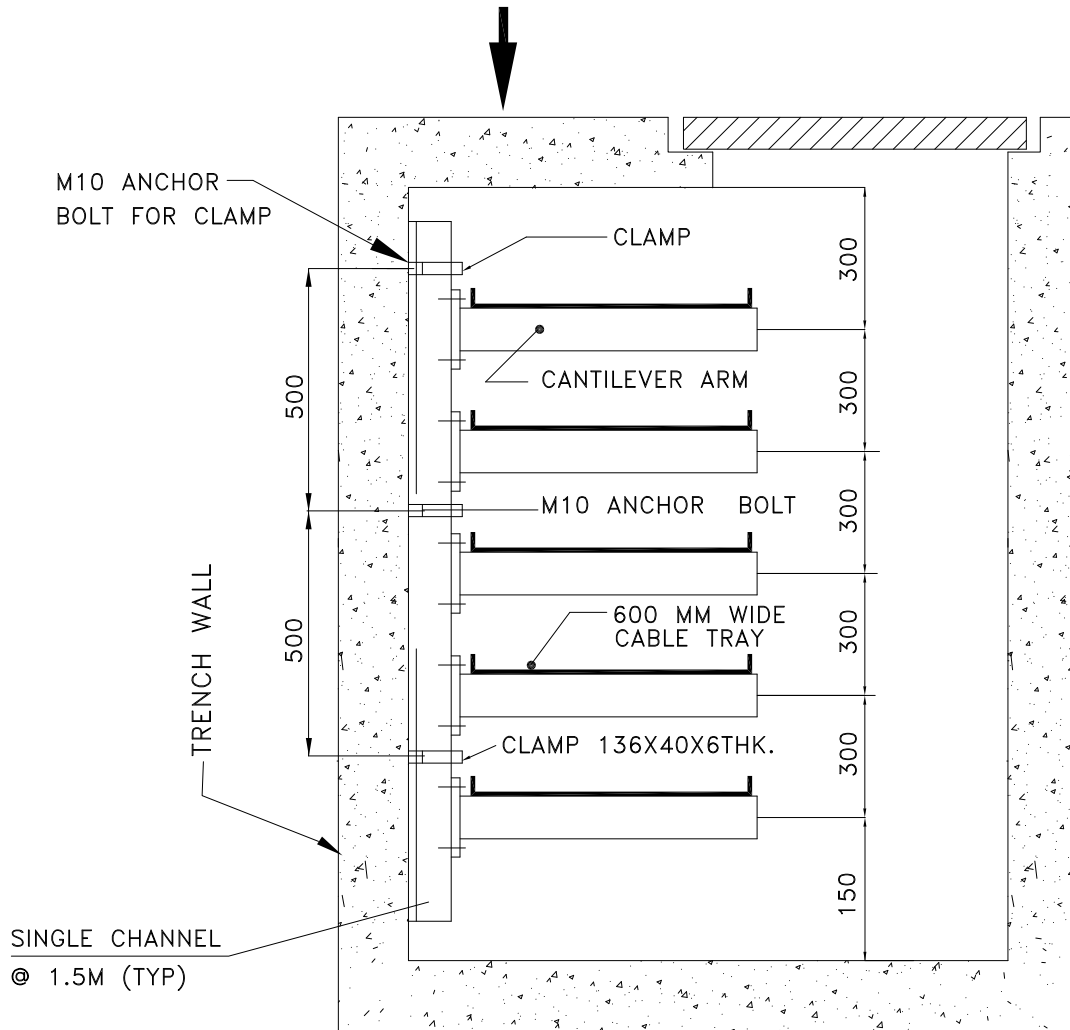 M10 ANCHOR
BOLT FOR CLAMP
CLAMP
300
CANTILEVER ARM
300
500
M10 ANCHOR BOLT
300
600 MM WIDE
CABLE TRAY
300
500
TRENCH WALL
CLAMP 136X40X6THK.
300
150
SINGLE CHANNEL
@ 1.5M (TYP)